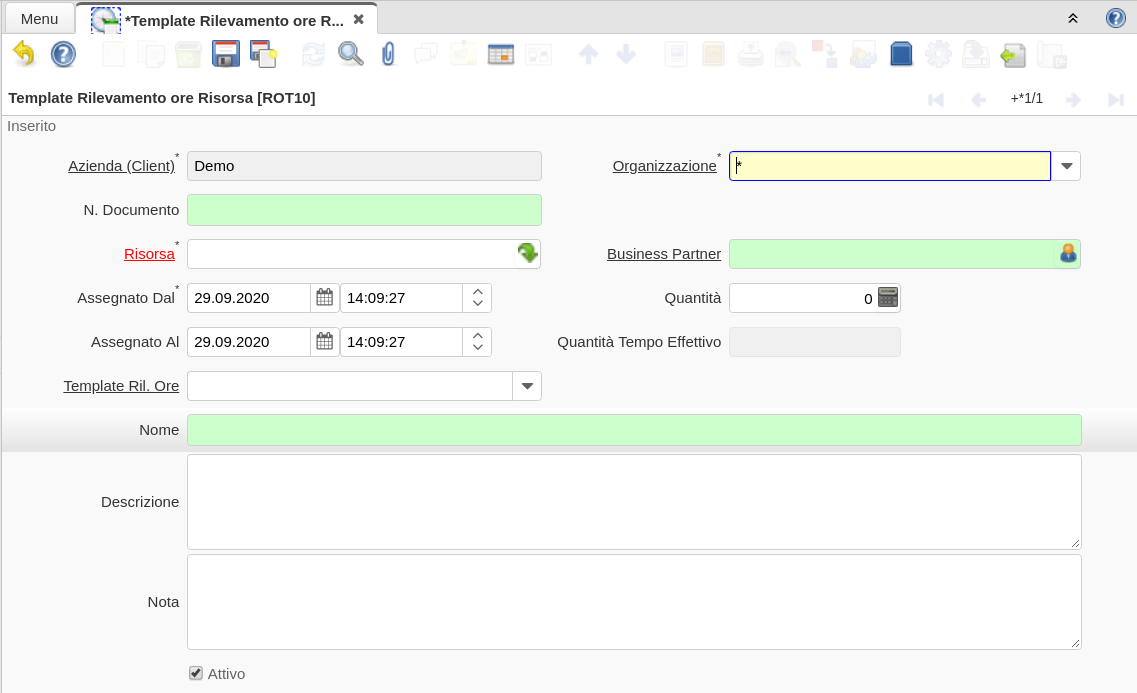 Menu
*Template Rilevamento ore R...
Template Rilevamento ore Risorsa [ROT10]
+*1/1
Inserito
Azienda (Client)* Demo
Organizzazione* *
N. Documento
Risorsa*
Business Partner
Assegnato Dal* 29.09.2020 14:09:27
Quantità 0
Assegnato Al 29.09.2020 14:09:27
Quantità Tempo Effettivo
Template Ril. Ore
Nome
Descrizione
Nota
Attivo